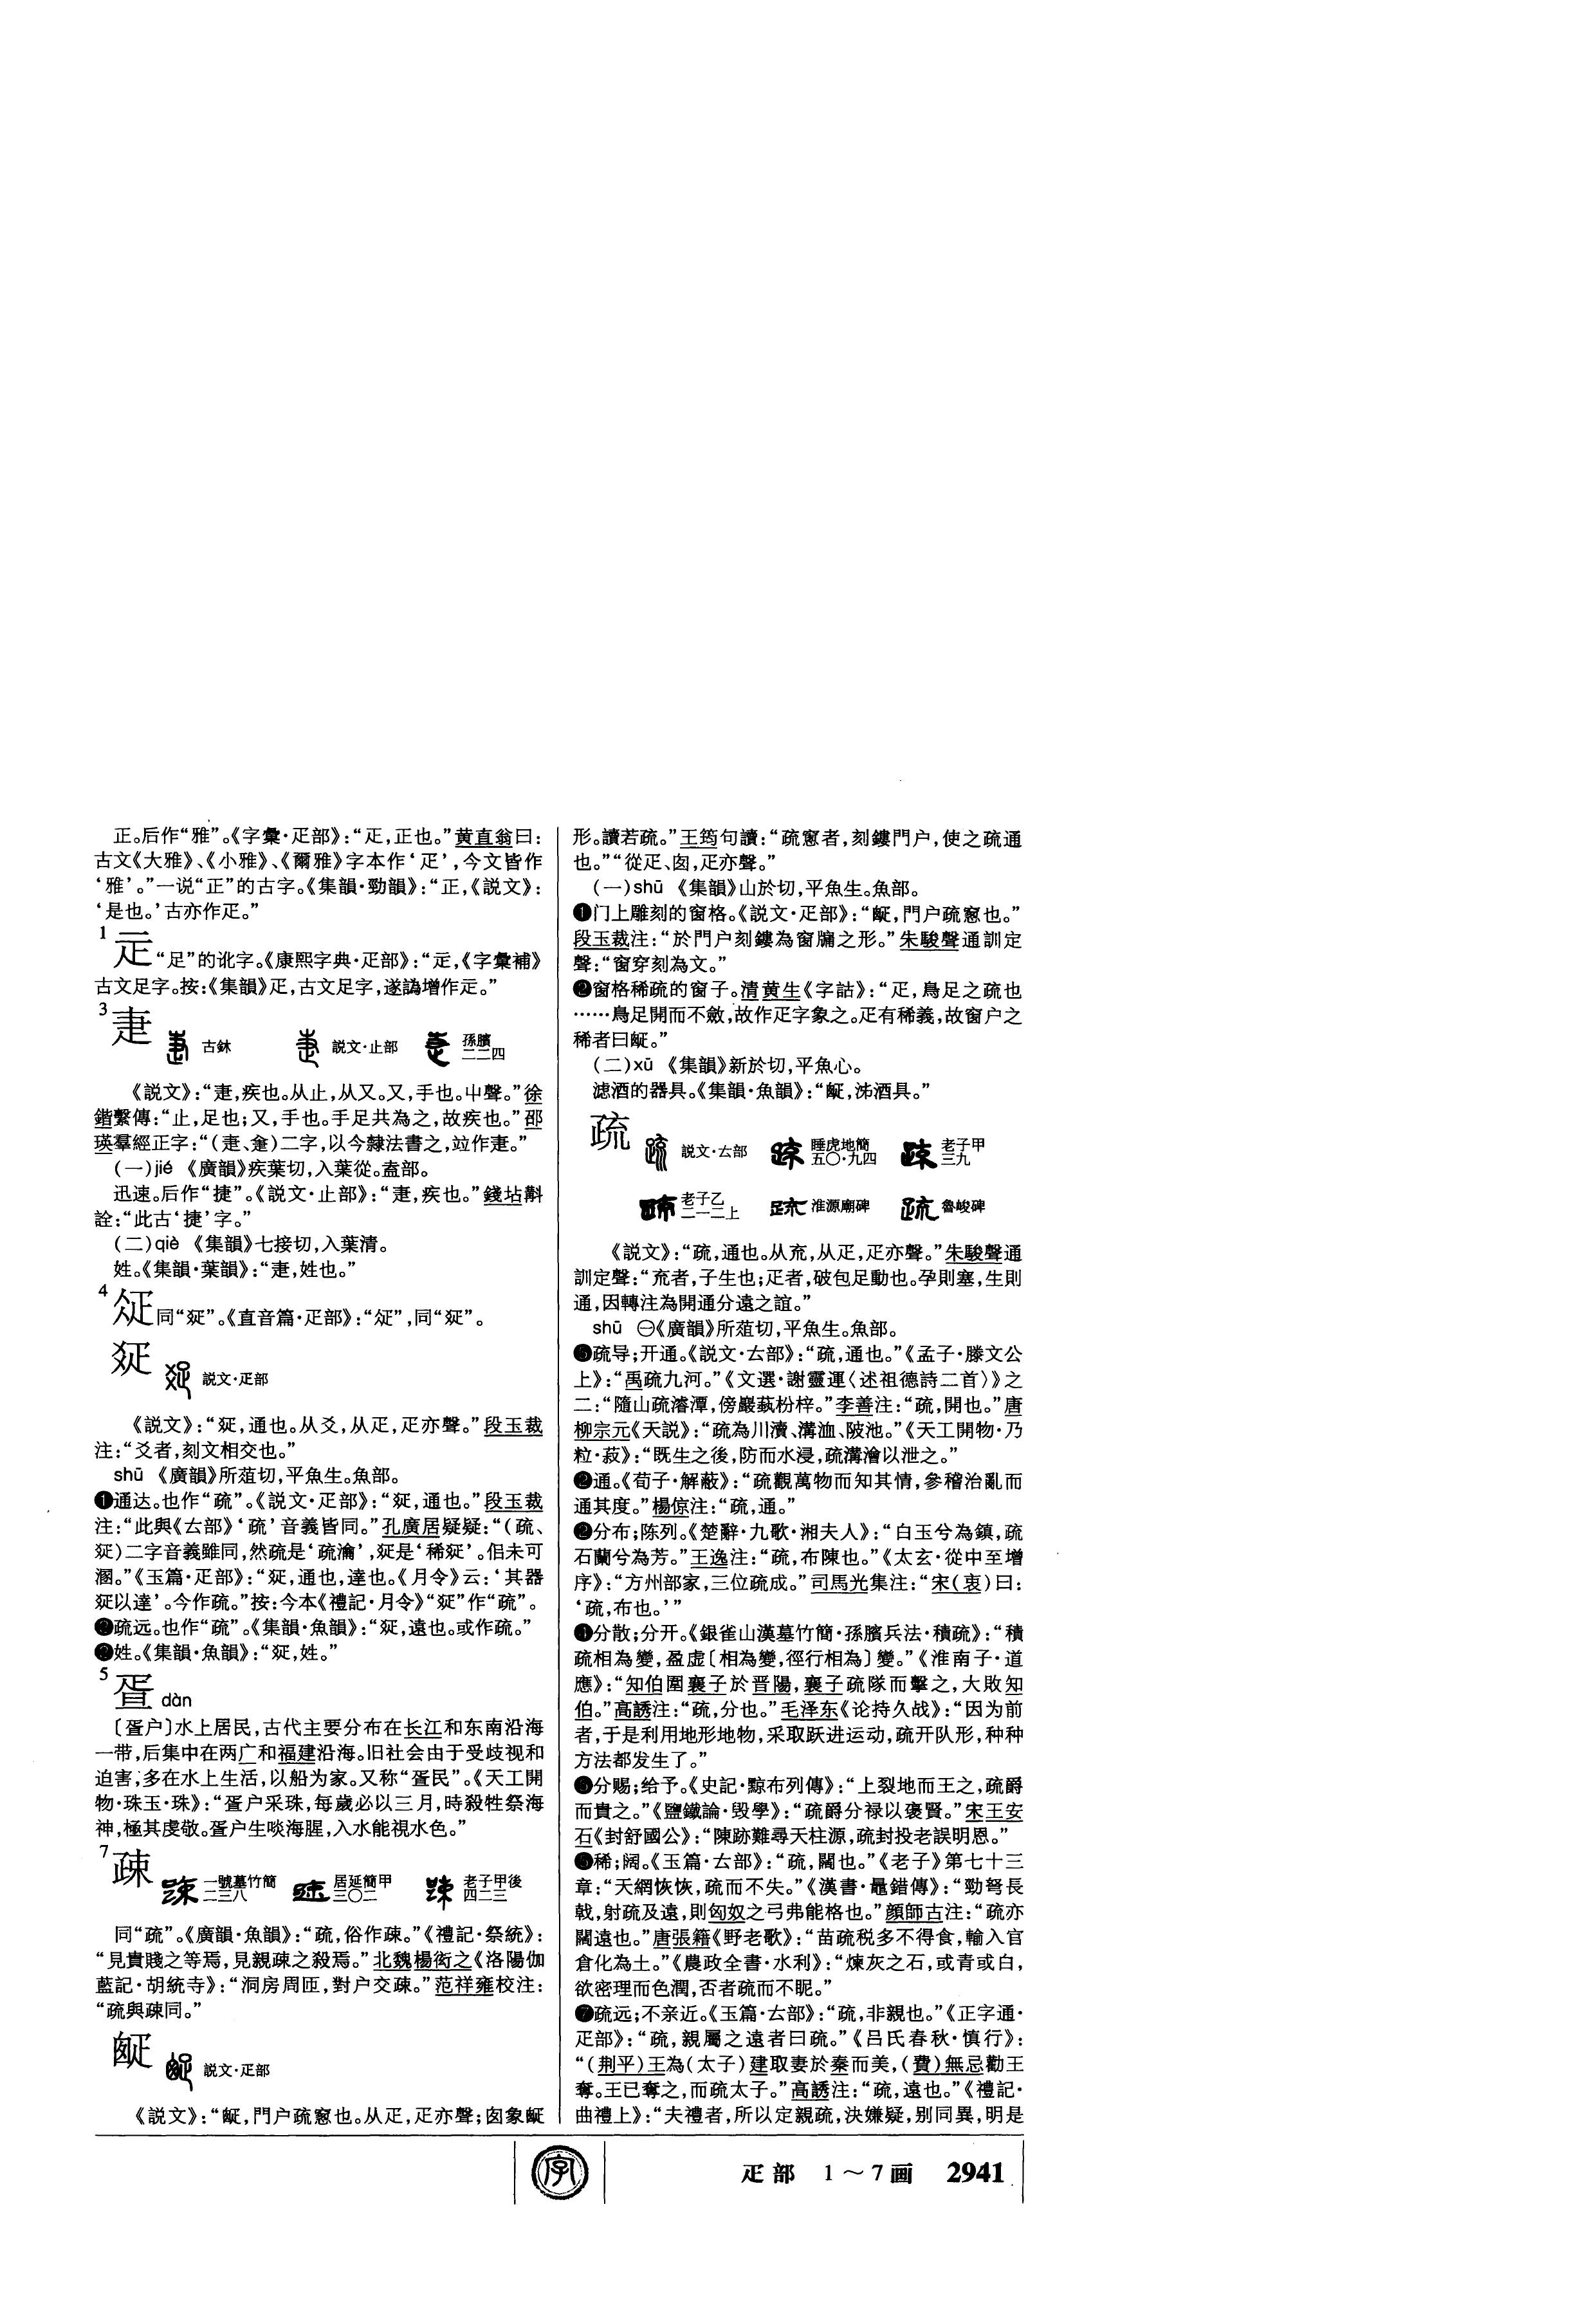 正。后作“雅”。《字彙·疋部》：“疋，正也。”黄直翁曰：
古文《大雅》、《小雅》、《爾雅》字本作‘疋’，今文皆作
‘雅’。”一说“正”的古字。《集韻·勁韻》：“正，《説文》：
‘是也。’古亦作疋。”
1
“足”的讹字。《康熙字典·疋部》：“𤴔，《字彙補》
古文足字。按：《集韻》疋，古文足字，遂譌增作𤴔。”
3
疌 古鉨 説文·止部 孫臏二二四
《説文》：“疌，疾也。从止，从又。又，手也。屮聲。”徐
鍇繫傳：“止，足也；又，手也。手足共為之，故疾也。”邵
瑛羣經正字：“（疌、㚔）二字，以今隸法書之，竝作疌。”
（一）jié 《廣韻》疾葉切，入葉從。盍部。
迅速。后作“捷”。《説文·止部》：“疌，疾也。”錢坫斠
詮：“此古‘捷’字。”
（二）qiè 《集韻》七接切，入葉清。
姓。《集韻·葉韻》：“疌，姓也。”
4
同“㽰”。《直音篇·疋部》：“”，同“㽰”。
㽰 説文·疋部
《説文》：“㽰，通也。从爻，从疋，疋亦聲。”段玉裁
注：“爻者，刻文相交也。”
shū 《廣韻》所葅切，平魚生。魚部。
❶通达。也作“疏”。《説文·疋部》：“㽰，通也。”段玉裁
注：“此與《𠫓部》‘疏’音義皆同。”孔廣居疑疑：“（疏、
㽰）二字音義雖同，然疏是‘疏瀹’，㽰是‘稀㽰’。佀未可
溷。”《玉篇·疋部》：“㽰，通也，達也。《月令》云：‘其器
㽰以達’。今作疏。”按：今本《禮記·月令》“㽰”作“疏”。
❷疏远。也作“疏”。《集韻·魚韻》：“㽰，遠也。或作疏。”
❸姓。《集韻·魚韻》：“㽰，姓。”
5
疍 dàn
〔疍户〕水上居民，古代主要分布在长江和东南沿海
一带，后集中在两广和福建沿海。旧社会由于受歧视和
迫害，多在水上生活，以船为家。又称“疍民”。《天工開
物·珠玉·珠》：“疍户采珠，每歲必以三月，時殺牲祭海
神，極其虔敬。疍户生啖海腥，入水能視水色。”
7
疎 一號墓竹簡二三八 居延簡甲三〇二 老子甲後四二三
同“疏”。《廣韻·魚韻》：“疏，俗作疎。”《禮記·祭統》：
“見貴賤之等焉，見親疎之殺焉。”北魏楊衒之《洛陽伽
藍記·胡統寺》：“洞房周匝，對户交疎。”范祥雍校注：
“疏與疎同。”
𤴙 説文·疋部
《説文》：“𤴙，門户疏窻也。从疋，疋亦聲；囱象𤴙
形。讀若疏。”王筠句讀：“疏窻者，刻鏤門户，使之疏通
也。”“從疋、囱，疋亦聲。”
（一）shū 《集韻》山於切，平魚生。魚部。
❶门上雕刻的窗格。《説文·疋部》：“𤴙，門户疏窻也。”
段玉裁注：“於門户刻鏤為窗牖之形。”朱駿聲通訓定
聲：“窗穿刻為文。”
❷窗格稀疏的窗子。清黄生《字詁》：“疋，鳥足之疏也
……鳥足開而不斂，故作疋字象之。疋有稀義，故窗户之
稀者曰𤴙。”
（二）xū 《集韻》新於切，平魚心。
滤酒的器具。《集韻·魚韻》：“𤴙，泲酒具。”
疏 説文·𠫓部 睡虎地簡五〇·九四 老子甲三九
老子乙二一二上 淮源廟碑 魯峻碑
《説文》：“疏，通也。从㐬，从疋，疋亦聲。”朱駿聲通
訓定聲：“㐬者，子生也；疋者，破包足動也。孕則塞，生則
通，因轉注為開通分遠之誼。”
shū ㊀《廣韻》所葅切，平魚生。魚部。
❶疏导；开通。《説文·𠫓部》：“疏，通也。”《孟子·滕文公
上》：“禹疏九河。”《文選·謝靈運〈述祖德詩二首〉》之
二：“隨山疏濬潭，傍巖蓺枌梓。”李善注：“疏，開也。”唐
柳宗元《天説》：“疏為川瀆、溝洫、陂池。”《天工開物·乃
粒·菽》：“既生之後，防雨水浸，疏溝澮以泄之。”
❷通。《荀子·解蔽》：“疏觀萬物而知其情，參稽治亂而
通其度。”楊倞注：“疏，通。”
❸分布；陈列。《楚辭·九歌·湘夫人》：“白玉兮為鎮，疏
石蘭兮為芳。”王逸注：“疏，布陳也。”《太玄·從中至增
序》：“方州部家，三位疏成。”司馬光集注：“宋（衷）曰：
‘疏，布也。’”
❹分散；分开。《銀雀山漢墓竹簡·孫臏兵法·積疏》：“積
疏相為變，盈虚〔相為變，徑行相為〕變。”《淮南子·道
應》：“知伯圍襄子於晋陽，襄子疏隊而擊之，大敗知
伯。”高誘注：“疏，分也。”毛泽东《论持久战》：“因为前
者，于是利用地形地物，采取跃进运动，疏开队形，种种
方法都发生了。”
❺分赐；给予。《史記·黥布列傳》：“上裂地而王之，疏爵
而貴之。”《鹽鐵論·毁學》：“疏爵分禄以褒賢。”宋王安
石《封舒國公》：“陳跡難尋天柱源，疏封投老誤明恩。”
❻稀；阔。《玉篇·𠫓部》：“疏，闊也。”《老子》第七十三
章：“天網恢恢，疏而不失。”《漢書·鼂錯傳》：“勁弩長
戟，射疏及遠，則匈奴之弓弗能格也。”顔師古注：“疏亦
闊遠也。”唐張籍《野老歌》：“苗疏税多不得食，輸入官
倉化為土。”《農政全書·水利》：“煉灰之石，或青或白，
欲密理而色潤，否者疏而不眤。”
❼疏远；不亲近。《玉篇·𠫓部》：“疏，非親也。”《正字通·
疋部》：“疏，親屬之遠者曰疏。”《吕氏春秋·慎行》：
“（荆平）王為（太子）建取妻於秦而美，（費）無忌勸王
奪。王已奪之，而疏太子。”高誘注：“疏，遠也。”《禮記·
曲禮上》：“夫禮者，所以定親疏，決嫌疑，别同異，明是
字
疋部 1～7画 2941